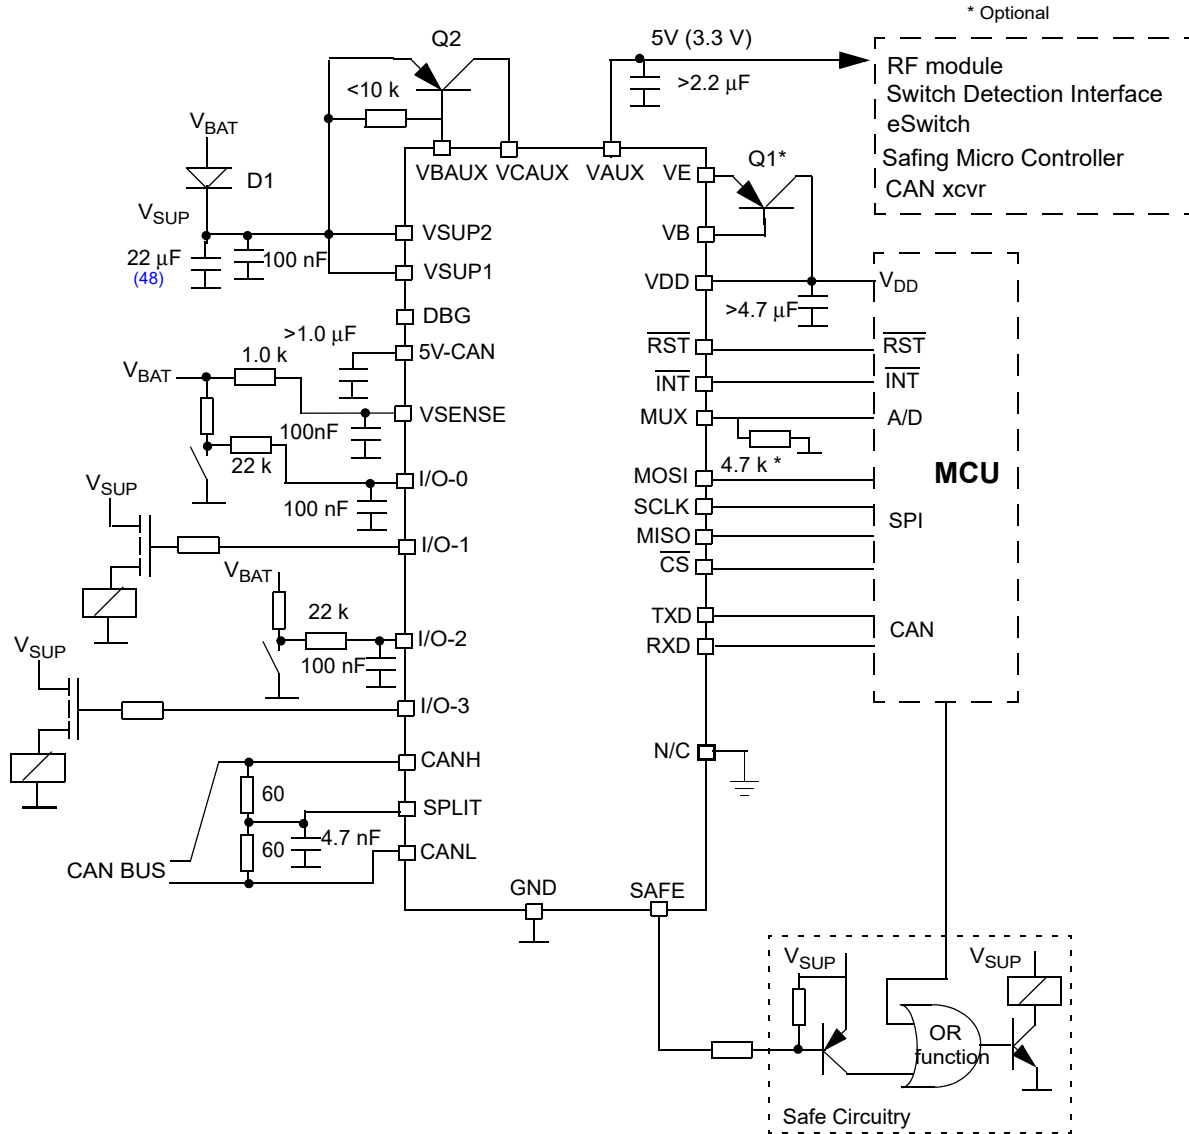 * Optional
Q2
5V (3.3 V)
RF module
Switch Detection Interface
eSwitch
Safing Micro Controller
CAN xcvr
<10 k
>2.2 μF
VBAT
D1
VSUP
22 μF
(48)
100 nF
VBAUX
VCAUX
VAUX
VE
Q1*
VSUP2
VB
VSUP1
VDD
VDD
>4.7 μF
DBG
>1.0 μF
5V-CAN
RST
RST
1.0 k
VBAT
INT
INT
VSENSE
MUX
A/D
100nF
22 k
4.7 k *
MCU
I/O-0
MOSI
VSUP
100 nF
SCLK
SPI
MISO
I/O-1
CS
VBAT
22 k
TXD
CAN
I/O-2
RXD
VSUP
100 nF
I/O-3
N/C
CANH
60
SPLIT
4.7 nF
60
CANL
CAN BUS
GND
SAFE
VSUP
VSUP
OR
function
Safe Circuitry